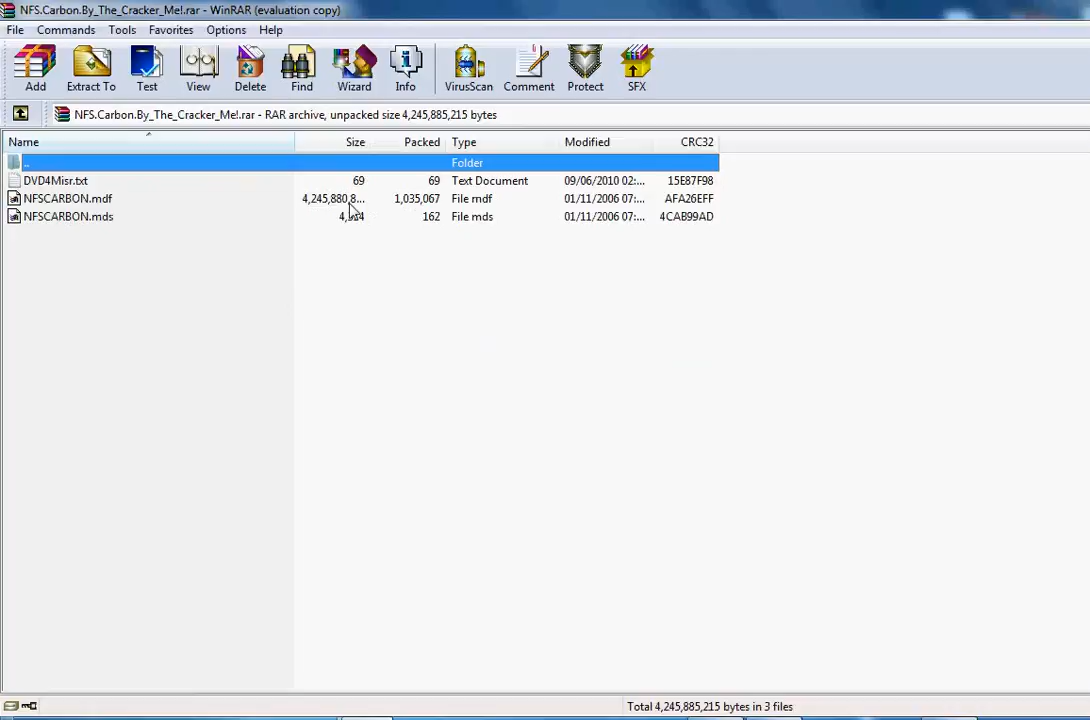 NFS.Carbon.By_The_Cracker_Me!.rar - WinRAR (evaluation copy)
File Commands Tools Favorites Options Help
Add Extract To Test View Delete Find Wizard Info VirusScan Comment Protect SFX
NFS.Carbon.By_The_Cracker_Me!.rar - RAR archive, unpacked size 4,245,885,215 bytes
Name Size Packed Type Modified CRC32
.. Folder
DVD4Misr.txt 69 69 Text Document 09/06/2010 02:... 15E87F98
NFSCARBON.mdf 4,245,880,8... 1,035,067 File mdf 01/11/2006 07:... AFA26EFF
NFSCARBON.mds 162 File mds 01/11/2006 07:... 4CAB99AD
Total 4,245,885,215 bytes in 3 files